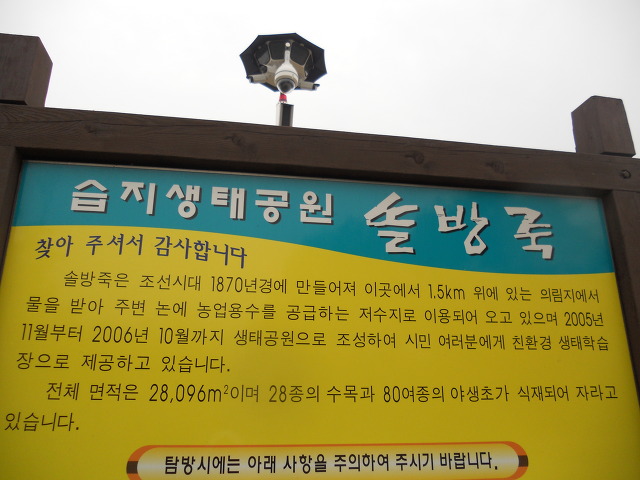 습지생태공원 솔방죽
찾아 주셔서 감사합니다
솔방죽은 조선시대 1870년경에 만들어져 이곳에서 1.5km 위에 있는 의림지에서
물을 받아 주변 논에 농업용수를 공급하는 저수지로 이용되어 오고 있으며 2005년
11월부터 2006년 10월까지 생태공원으로 조성하여 시민 여러분에게 친환경 생태학습
장으로 제공하고 있습니다.
전체 면적은 28,096m²이며 28종의 수목과 80여종의 야생초가 식재되어 자라고
있습니다.
탐방시에는 아래 사항을 주의하여 주시기 바랍니다.